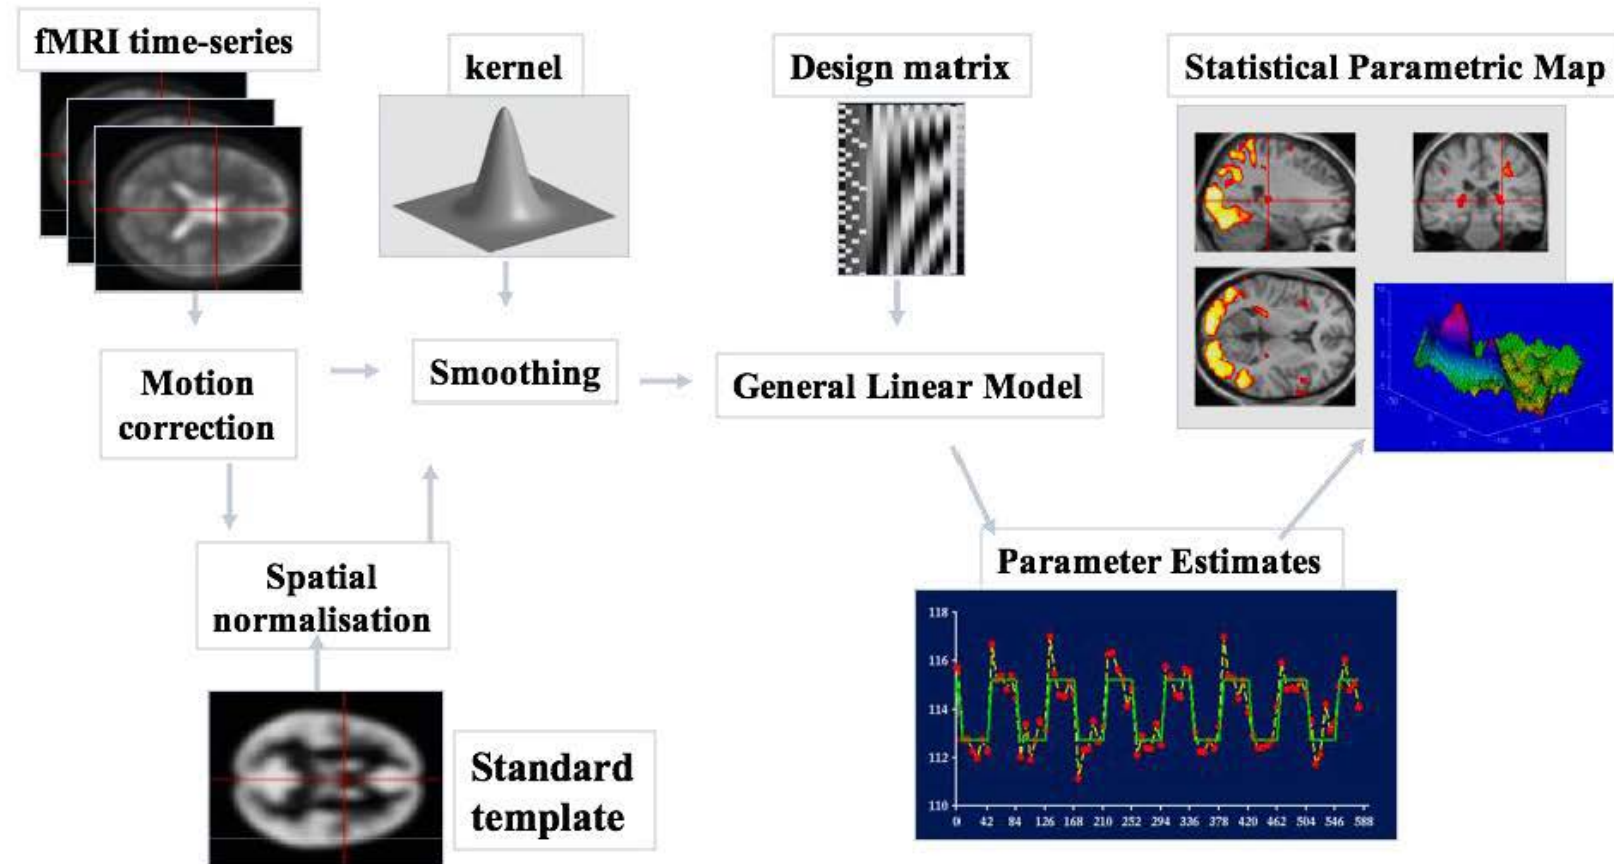 fMRI time-series
kernel
Design matrix
Statistical Parametric Map
Motion
correction
Smoothing
General Linear Model
Spatial
normalisation
Standard
template
Parameter Estimates
118
116
114
112
110
0 42 84 126 168 210 252 294 336 378 420 462 504 546 588